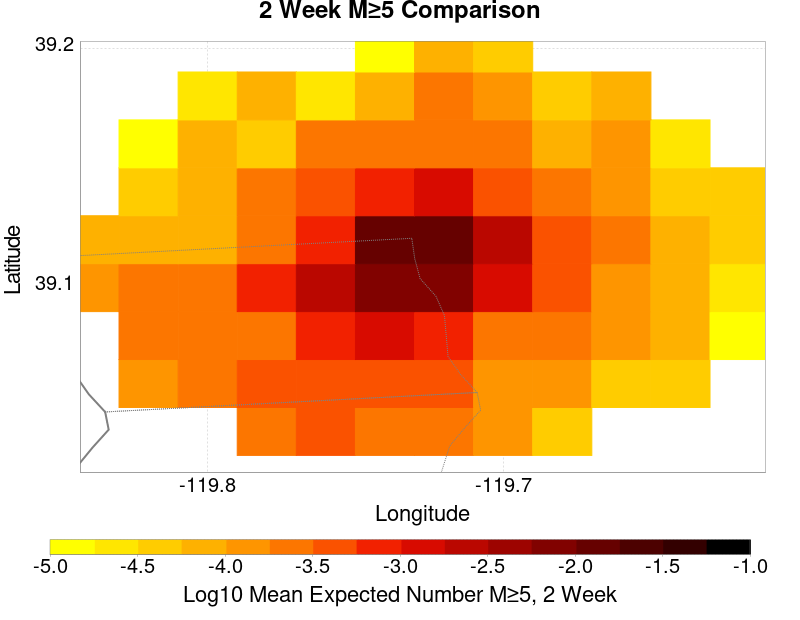 2 Week M≥5 Comparison
39.2
39.1
Latitude
-119.8 -119.7
Longitude
-5.0 -4.5 -4.0 -3.5 -3.0 -2.5 -2.0 -1.5 -1.0
Log10 Mean Expected Number M≥5, 2 Week